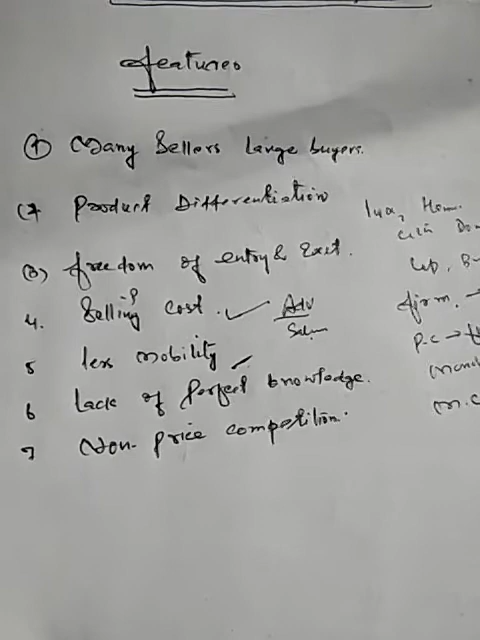 Features
(1) Many Sellers Large buyers.
(2 Product Differentiation
(3) freedom of entry & Exit.
4. Selling cost. Adv
5 less mobility
6 Lack of Perfect knowledge.
7 Non-price competition.
firm.
P.C →
m.c